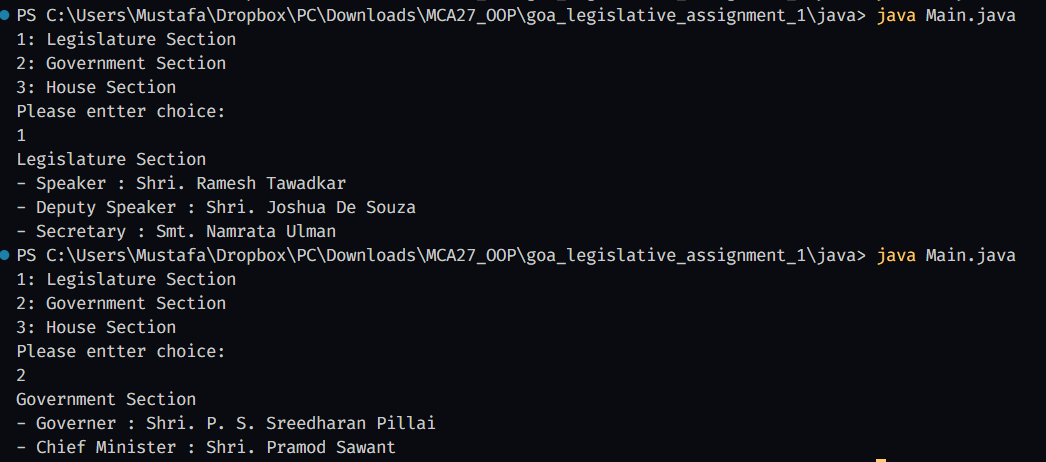 PS C:\Users\Mustafa\Dropbox\PC\Downloads\MCA27_OOP\goa_legislative_assignment_1\java> java Main.java
1: Legislature Section
2: Government Section
3: House Section
Please entter choice:
1
Legislature Section
- Speaker : Shri. Ramesh Tawadkar
- Deputy Speaker : Shri. Joshua De Souza
- Secretary : Smt. Namrata Ulman
PS C:\Users\Mustafa\Dropbox\PC\Downloads\MCA27_OOP\goa_legislative_assignment_1\java> java Main.java
1: Legislature Section
2: Government Section
3: House Section
Please entter choice:
2
Government Section
- Governer : Shri. P. S. Sreedharan Pillai
- Chief Minister : Shri. Pramod Sawant